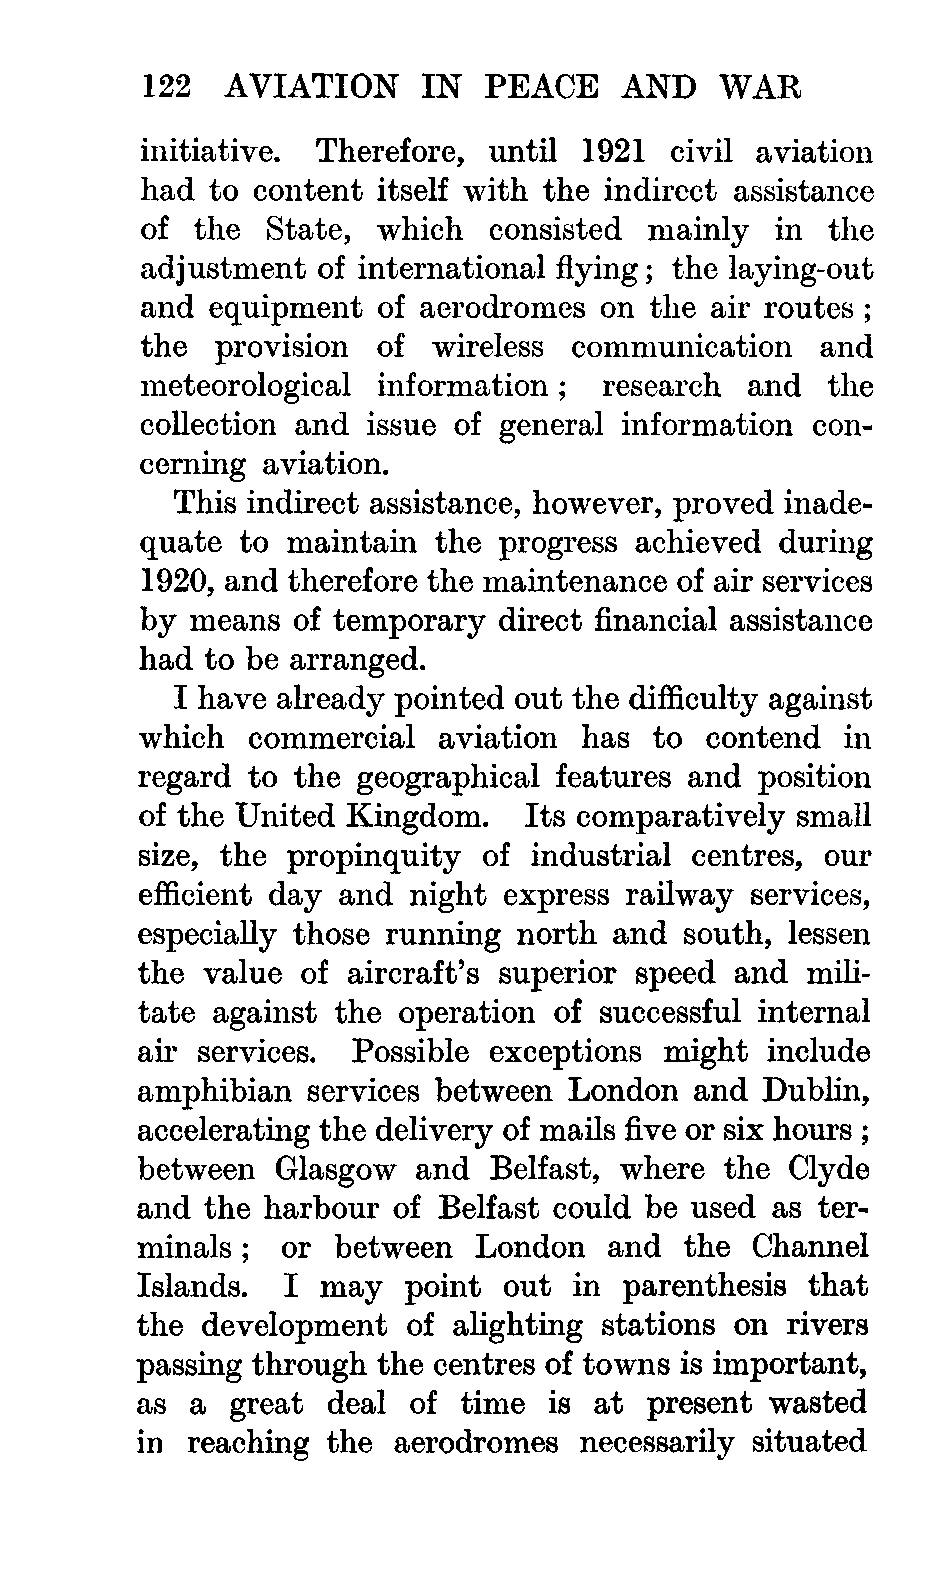 122 AVIATION IN PEACE AND WAR
initiative. Therefore, until 1921 civil aviation
had to content itself with the indirect assistance
of the State, which consisted mainly in the
adjustment of international flying ; the laying-out
and equipment of aerodromes on the air routes ;
the provision of wireless communication and
meteorological information ; research and the
collection and issue of general information con-
cerning aviation.
This indirect assistance, however, proved inade-
quate to maintain the progress achieved during
1920, and therefore the maintenance of air services
by means of temporary direct financial assistance
had to be arranged.
I have already pointed out the difficulty against
which commercial aviation has to contend in
regard to the geographical features and position
of the United Kingdom. Its comparatively small
size, the propinquity of industrial centres, our
efficient day and night express railway services,
especially those running north and south, lessen
the value of aircraft's superior speed and mili-
tate against the operation of successful internal
air services. Possible exceptions might include
amphibian services between London and Dublin,
accelerating the delivery of mails five or six hours ;
between Glasgow and Belfast, where the Clyde
and the harbour of Belfast could be used as ter-
minals ; or between London and the Channel
Islands. I may point out in parenthesis that
the development of alighting stations on rivers
passing through the centres of towns is important,
as a great deal of time is at present wasted
in reaching the aerodromes necessarily situated